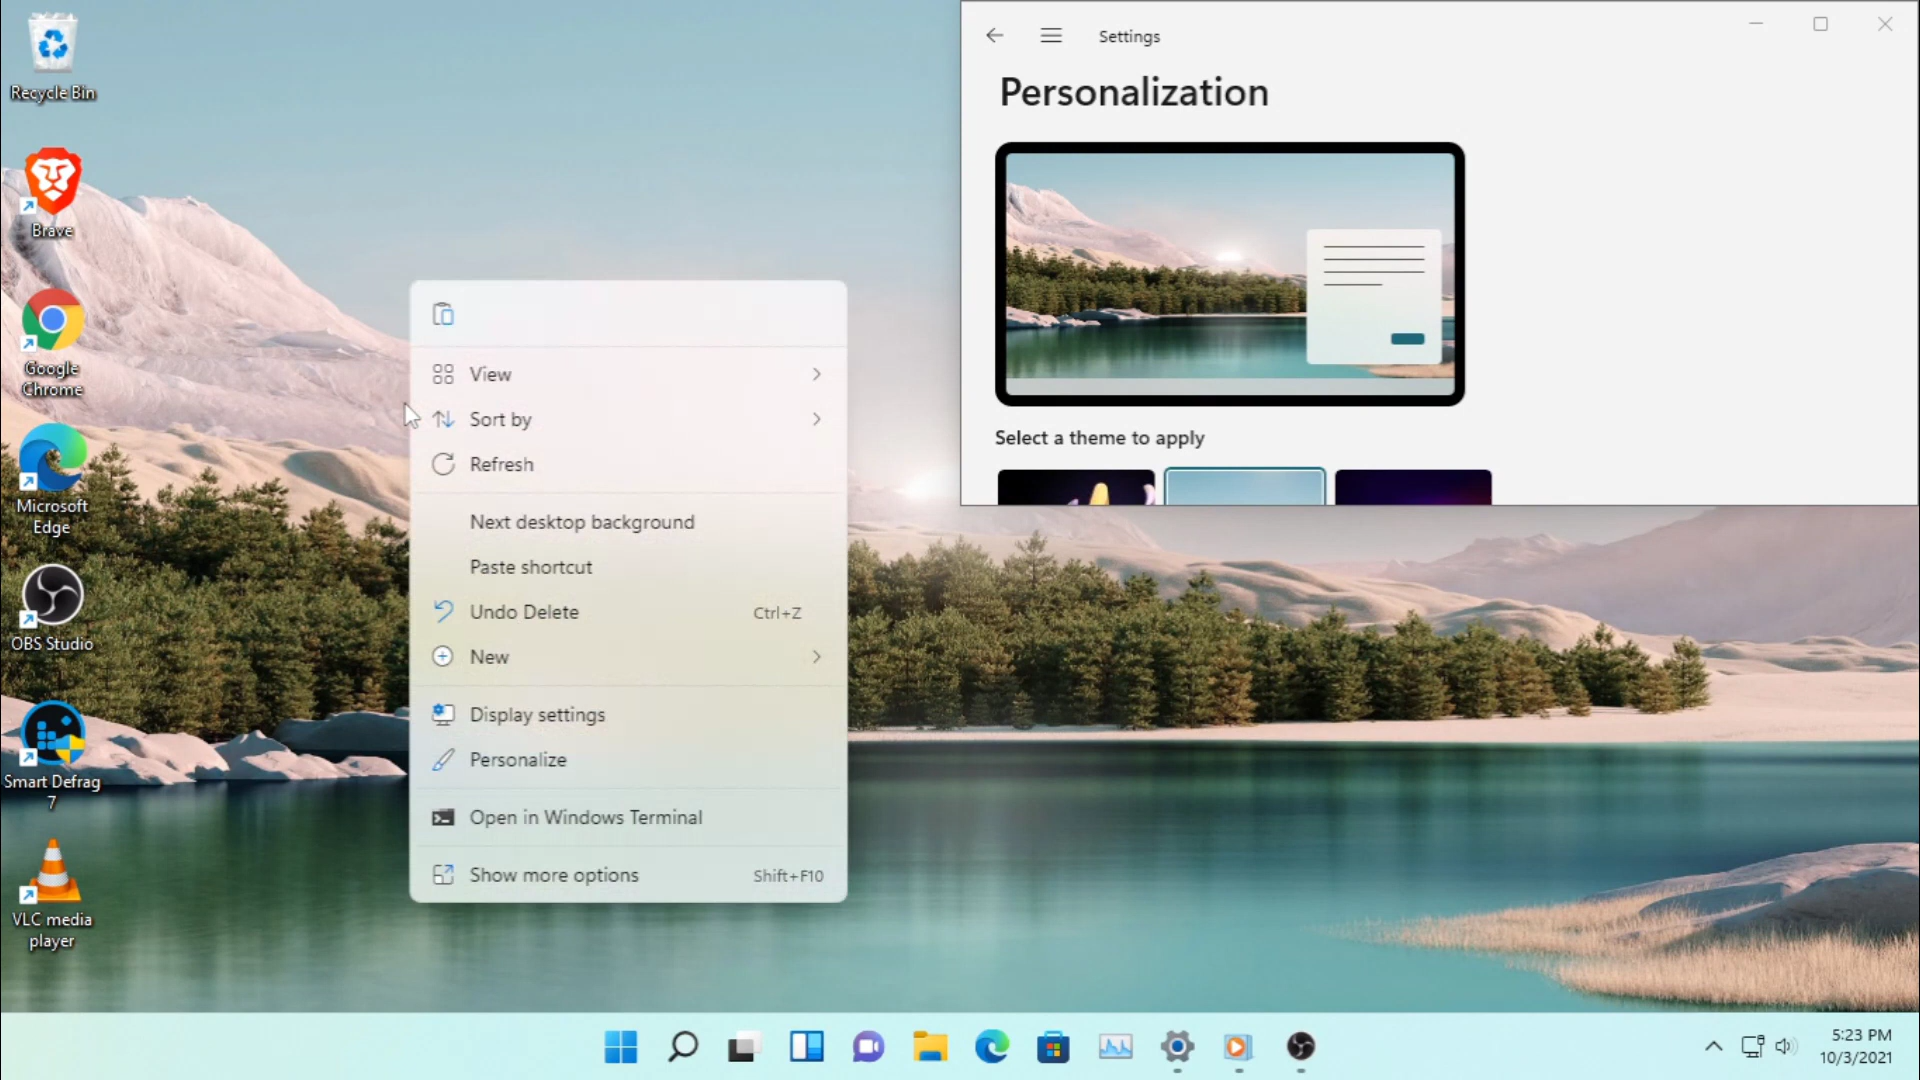 Recycle Bin
Brave
Google
Chrome
Microsoft
Edge
OBS Studio
Smart Defrag
7
VLC media
player
View
Sort by
Refresh
Next desktop background
Paste shortcut
Undo Delete Ctrl+Z
New
Display settings
Personalize
Open in Windows Terminal
Show more options Shift+F10
Settings
Personalization
Select a theme to apply
5:23 PM
10/3/2021